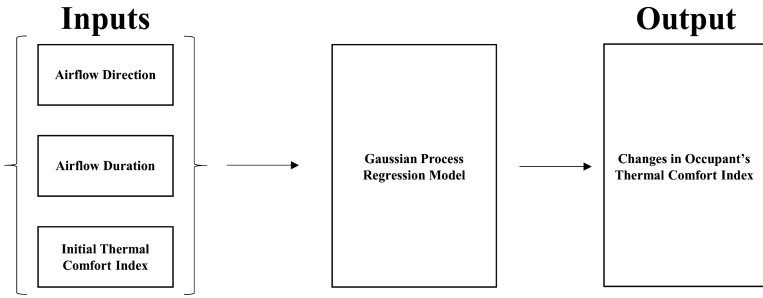 Inputs
Output
Airflow Direction
Airflow Duration
Initial Thermal
Comfort Index
Gaussian Process
Regression Model
Changes in Occupant's
Thermal Comfort Index